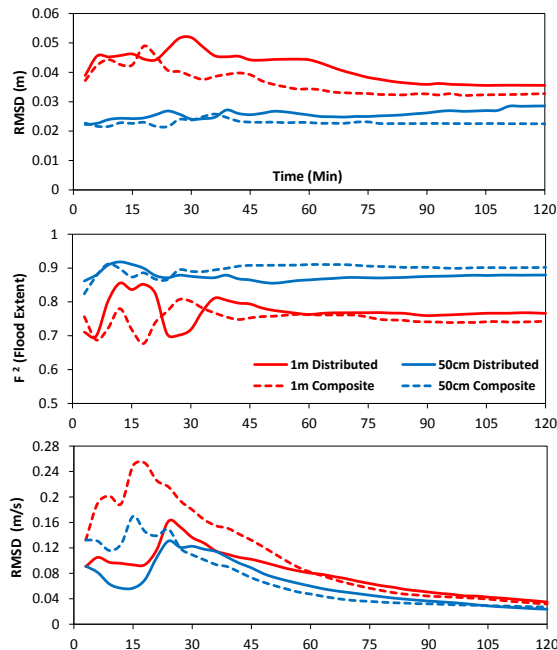 0.06
0.05
0.04
0.03
0.02
0.01
0
RMSD (m)
Time (Min)
0 15 30 45 60 75 90 105 120
1
0.9
0.8
0.7
0.6
0.5
F ² (Flood Extent)
1m Distributed 50cm Distributed
1m Composite 50cm Composite
0 15 30 45 60 75 90 105 120
0.28
0.24
0.2
0.16
0.12
0.08
0.04
0
RMSD (m/s)
0 15 30 45 60 75 90 105 120